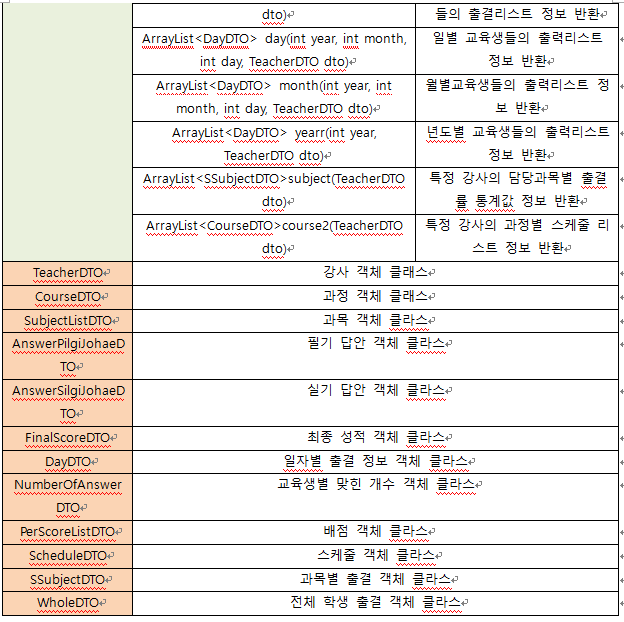 dto)
들의 출결리스트 정보 반환
ArrayList<DayDTO> day(int year, int month,
int day, TeacherDTO dto)
일별 교육생들의 출력리스트
정보 반환
ArrayList<DayDTO> month(int year, int
month, int day, TeacherDTO dto)
월별교육생들의 출력리스트 정
보 반환
ArrayList<DayDTO> yearr(int year,
TeacherDTO dto)
년도별 교육생들의 출력리스트
정보 반환
ArrayList<SSubjectDTO>subject(TeacherDTO
dto)
특정 강사의 담당과목별 출결
률 통계값 정보 반환
ArrayList<CourseDTO>course2(TeacherDTO
dto)
특정 강사의 과정별 스케줄 리
스트 정보 반환
TeacherDTO
강사 객체 클래스
CourseDTO
과정 객체 클래스
SubjectListDTO
과목 객체 클라스
AnswerPilgiJohaeD
TO
필기 답안 객체 클라스
AnswerSilgiJohaeD
TO
실기 답안 객체 클라스
FinalScoreDTO
최종 성적 객체 클라스
DayDTO
일자별 출결 정보 객체 클라스
NumberOfAnswer
DTO
교육생별 맞힌 개수 객체 클라스
PerScoreListDTO
배점 객체 클라스
ScheduleDTO
스케줄 객체 클라스
SSubjectDTO
과목별 출결 객체 클라스
WholeDTO
전체 학생 출결 객체 클라스